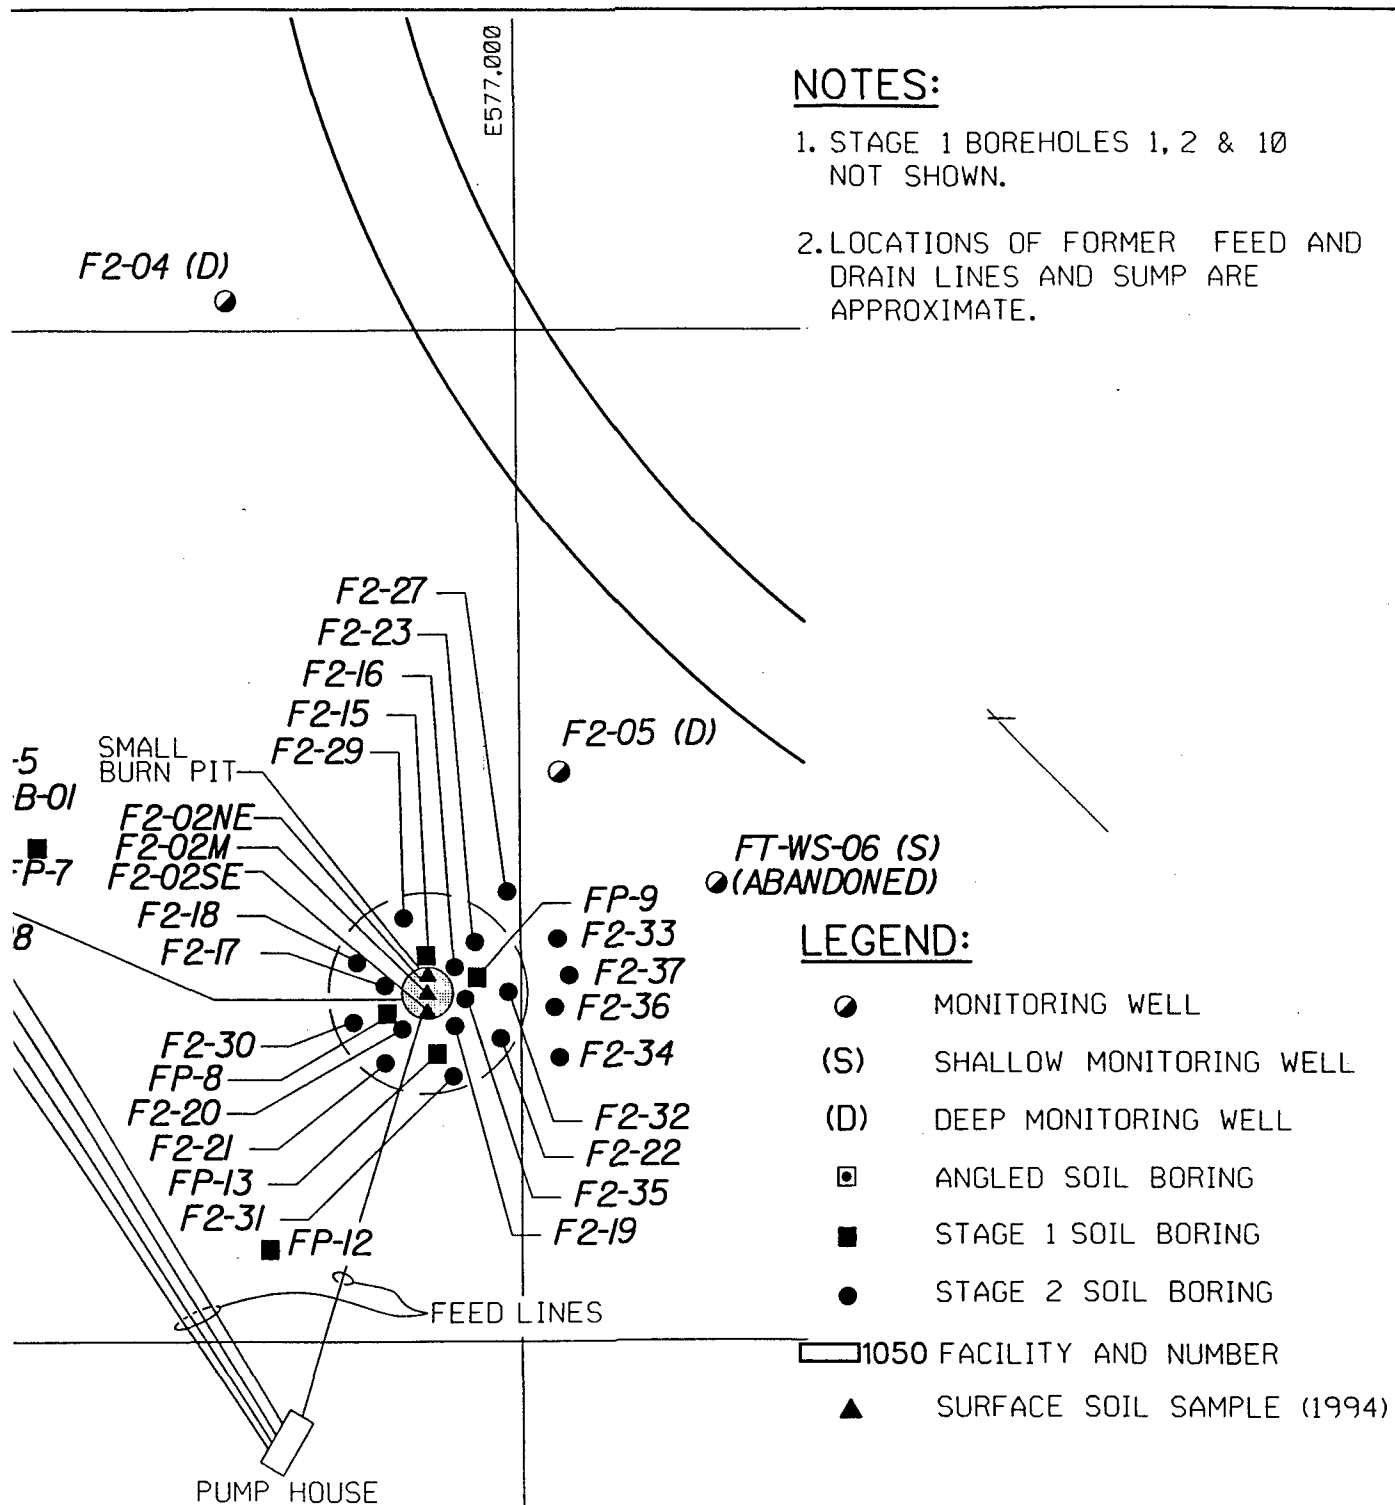 E577.000
NOTES:
1. STAGE 1 BOREHOLES 1, 2 & 10
NOT SHOWN.
2. LOCATIONS OF FORMER FEED AND
DRAIN LINES AND SUMP ARE
APPROXIMATE.
F2-04 (D)
F2-27
F2-23
F2-16
F2-15
F2-29
F2-05 (D)
SMALL
BURN PIT
-5
B-01
FP-7
8
F2-02NE
F2-02M
F2-02SE
F2-18
F2-17
FT-WS-06 (S)
(ABANDONED)
FP-9
F2-33
F2-37
F2-36
F2-34
F2-30
FP-8
F2-20
F2-21
FP-13
F2-31
FP-12
F2-32
F2-22
F2-35
F2-19
FEED LINES
PUMP HOUSE
LEGEND:
MONITORING WELL
(S) SHALLOW MONITORING WELL
(D) DEEP MONITORING WELL
ANGLED SOIL BORING
STAGE 1 SOIL BORING
STAGE 2 SOIL BORING
1050 FACILITY AND NUMBER
SURFACE SOIL SAMPLE (1994)